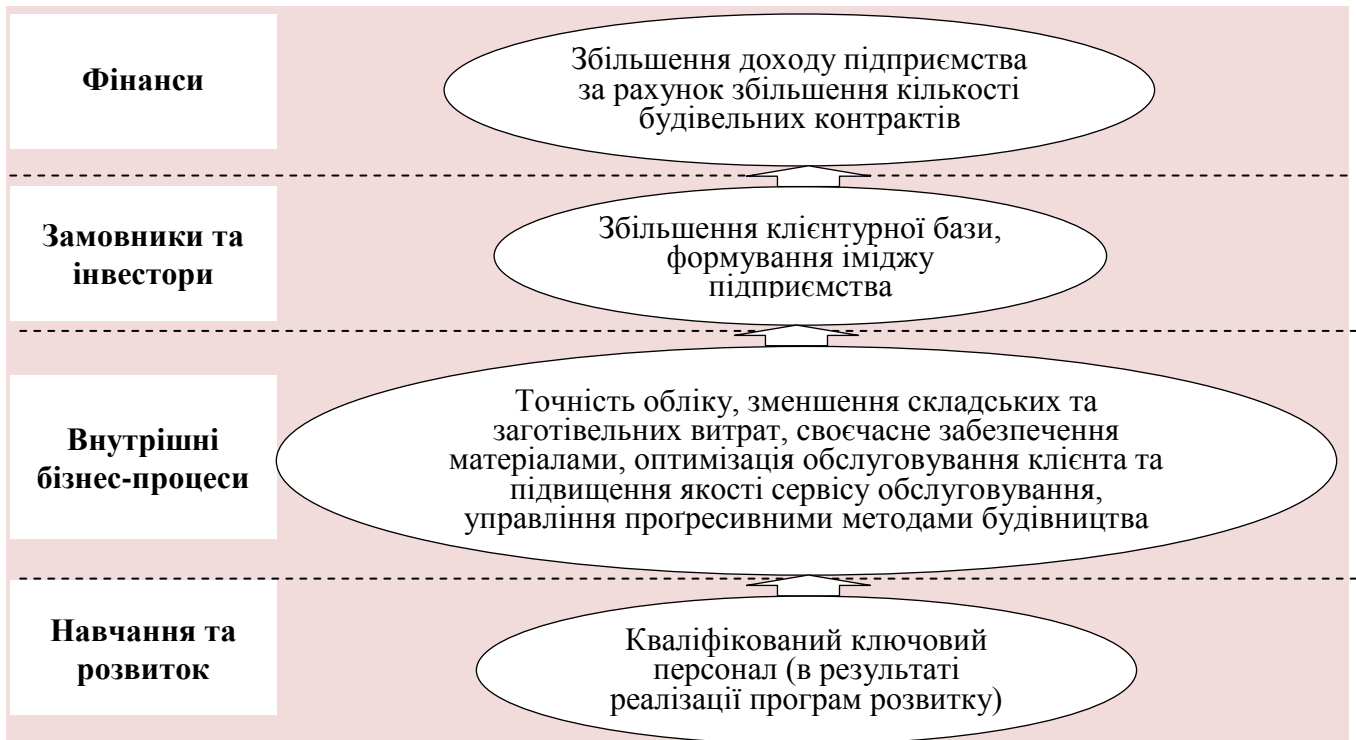 Фінанси
Збільшення доходу підприємства
за рахунок збільшення кількості
будівельних контрактів
Замовники та
інвестори
Збільшення клієнтурної бази,
формування іміджу
підприємства
Внутрішні
бізнес-процеси
Точність обліку, зменшення складських та
заготівельних витрат, своєчасне забезпечення
матеріалами, оптимізація обслуговування клієнта та
підвищення якості сервісу обслуговування,
управління проґресивними методами будівництва
Навчання та
розвиток
Кваліфікований ключовий
персонал (в результаті
реалізації програм розвитку)